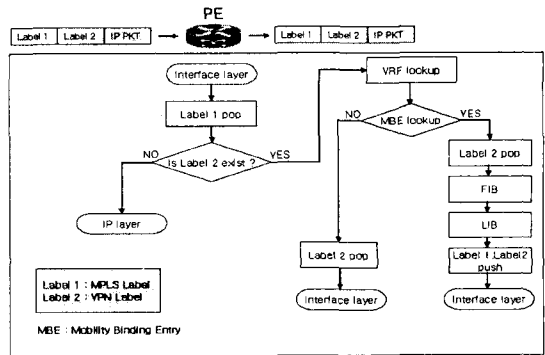 PE
Label 1 Label 2 IP PKT
Label 1 Label 2 IP PKT
Interface layer
VRF lookup
Label 1 pop
NO
MBE lookup
YES
NO
Is Label 2 exist ?
YES
Label 2 pop
FIB
IP layer
LIB
Label 2 pop
Label 1,Label2
push
Interface layer
Interface layer
Label 1 : MPLS Label
Label 2 : VPN Label
MBE : Mobility Binding Entry